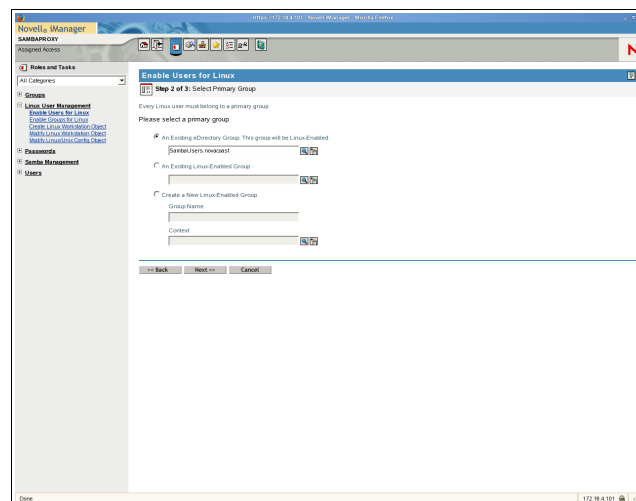 https://172.18.4.101 - Novell iManager - Mozilla Firefox
Novell® iManager
SAMBAPROXY
Assigned Access
N
Roles and Tasks
All Categories
Groups
Linux User Management
Enable Users for Linux
Enable Groups for Linux
Create Linux Workstation Object
Modify Linux Workstation Object
Modify Linux/Unix Config Object
Passwords
Samba Management
Users
Enable Users for Linux
Step 2 of 3: Select Primary Group
Every Linux user must belong to a primary group.
Please select a primary group
An Existing eDirectory Group. This group will be Linux-Enabled.
SambaUsers.novacoast
An Existing Linux-Enabled Group
Create a New Linux-Enabled Group
Group Name
Context
<< Back
Next >>
Cancel
Done
172.18.4.101